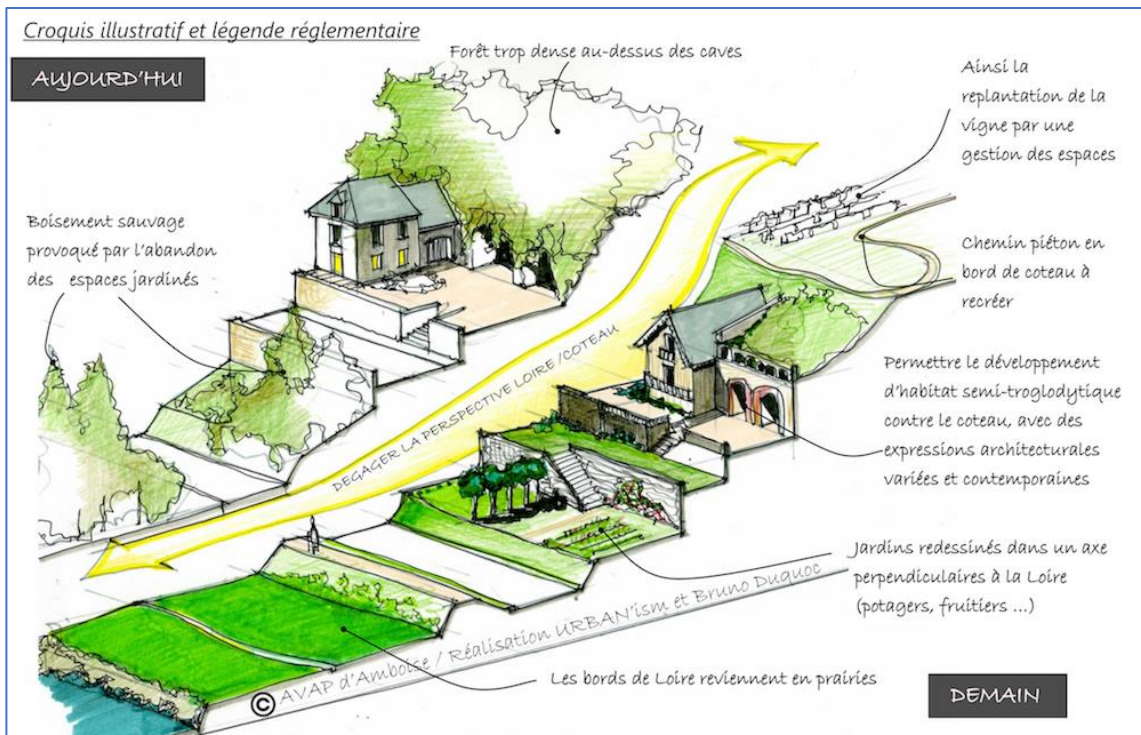 Croquis illustratif et légende réglementaire
AUJOURD'HUI
Forêt trop dense au-dessus des caves
Ainsi la
replantation de la
vigne par une
gestion des espaces
Boisement sauvage
provoqué par l'abandon
des espaces jardinés
Chemin piéton en
bord de coteau à
recréer
DEGAGER LA PERSPECTIVE LOIRE /COTEAU
Permettre le développement
d'habitat semi-troglodytique
contre le coteau, avec des
expressions architecturales
variées et contemporaines
Jardins redessinés dans un axe
perpendiculaires à la Loire
(potagers, fruitiers ...)
© AVAP d'Amboise / Réalisation URBAN'ism et Bruno Duquoc
Les bords de Loire reviennent en prairies
DEMAIN